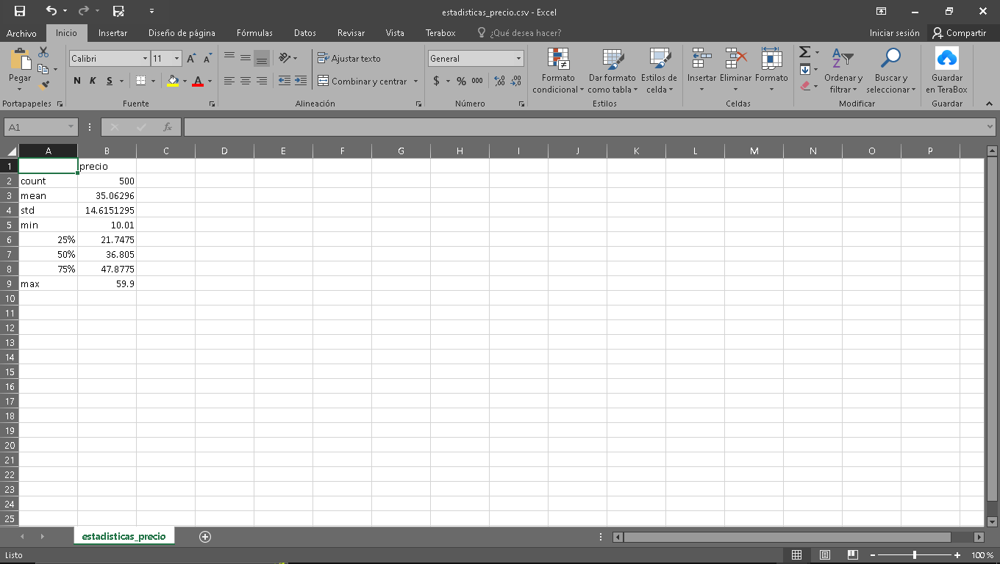 estadisticas_precio.csv - Excel
Archivo Inicio Insertar Diseño de página Fórmulas Datos Revisar Vista Terabox ¿Qué desea hacer? Iniciar sesión Compartir
Pegar
Calibri 11
N K S
Ajustar texto
Combinar y centrar
General
$ % 000
Formato condicional
Dar formato como tabla
Estilos de celda
Insertar Eliminar Formato
Ordenar y filtrar
Buscar y seleccionar
Guardar en TeraBox
Portapapeles Fuente Alineación Número Estilos Celdas Modificar Guardar
A1 fx
A B C D E F G H I J K L M N O P
1 precio
2 count 500
3 mean 35.06296
4 std 14.6151295
5 min 10.01
6 25% 21.7475
7 50% 36.805
8 75% 47.8775
9 max 59.9
10
11
12
13
14
15
16
17
18
19
20
21
22
23
24
25
estadisticas_precio
Listo 100 %